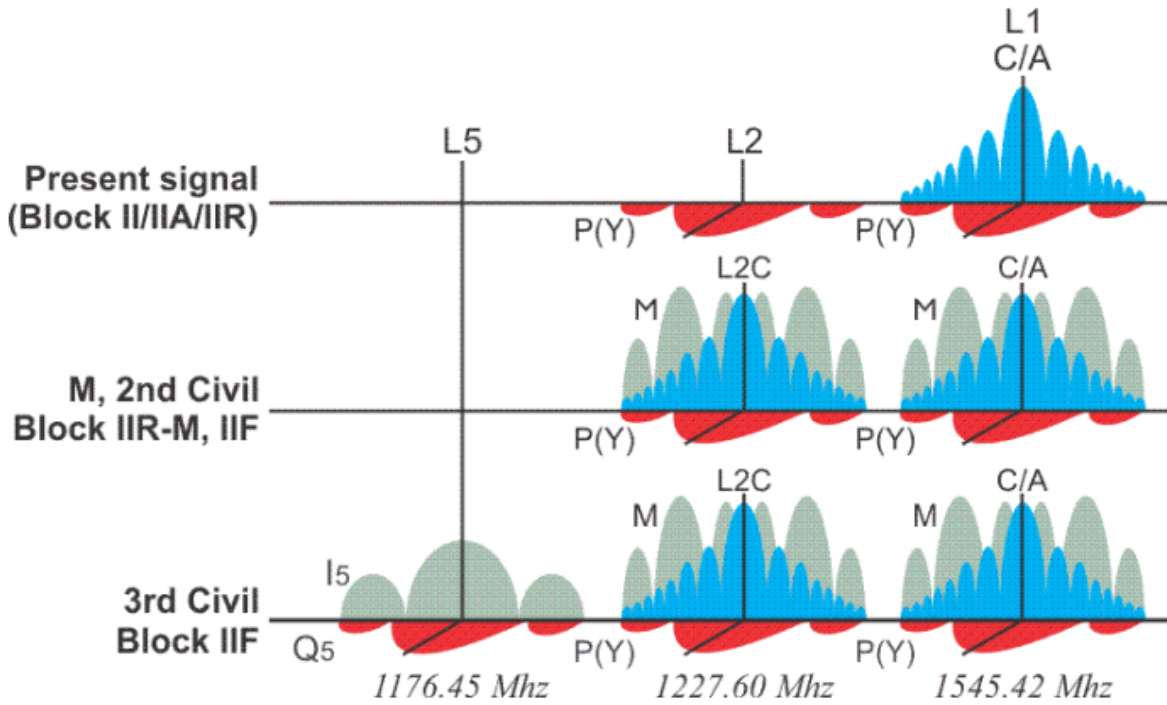 L1
C/A
L5
L2
Present signal
(Block II/IIA/IIR)
P(Y)
P(Y)
L2C
C/A
M
M
M, 2nd Civil
Block IIR-M, IIF
P(Y)
P(Y)
L2C
C/A
M
M
I5
3rd Civil
Block IIF
Q5
P(Y)
P(Y)
1176.45 Mhz
1227.60 Mhz
1545.42 Mhz